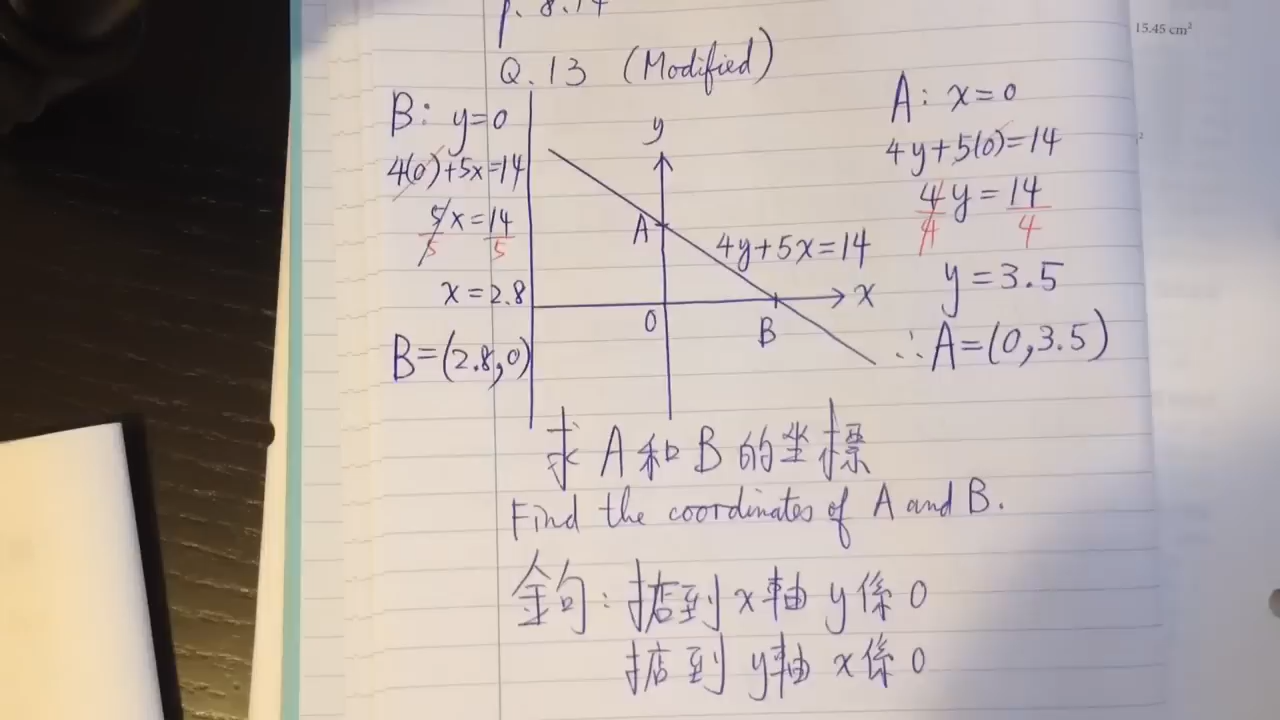 p. 8.14
15.45 cm²
Q.13 (Modified)
B: y=0
4(0)+5x=14
5x/5=14/5
x=2.8
B=(2.8,0)
y
A
4y+5x=14
x
0
B
A: x=0
4y+5(0)=14
4y/4=14/4
y=3.5
∴A=(0,3.5)
求A和B的坐標
Find the coordinates of A and B.
金句:掂到x軸y係0
掂到y軸x係0